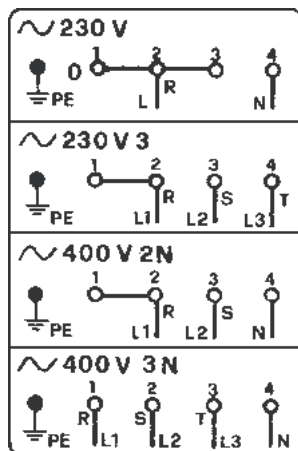 ∿ 230 V
1 2 3 4
0
R
PE L N
∿ 230 V 3
1 2 3 4
R S T
PE L1 L2 L3
∿ 400 V 2N
1 2 3 4
R S
PE L1 L2 N
∿ 400 V 3N
1 2 3 4
R S T
PE L1 L2 L3 N